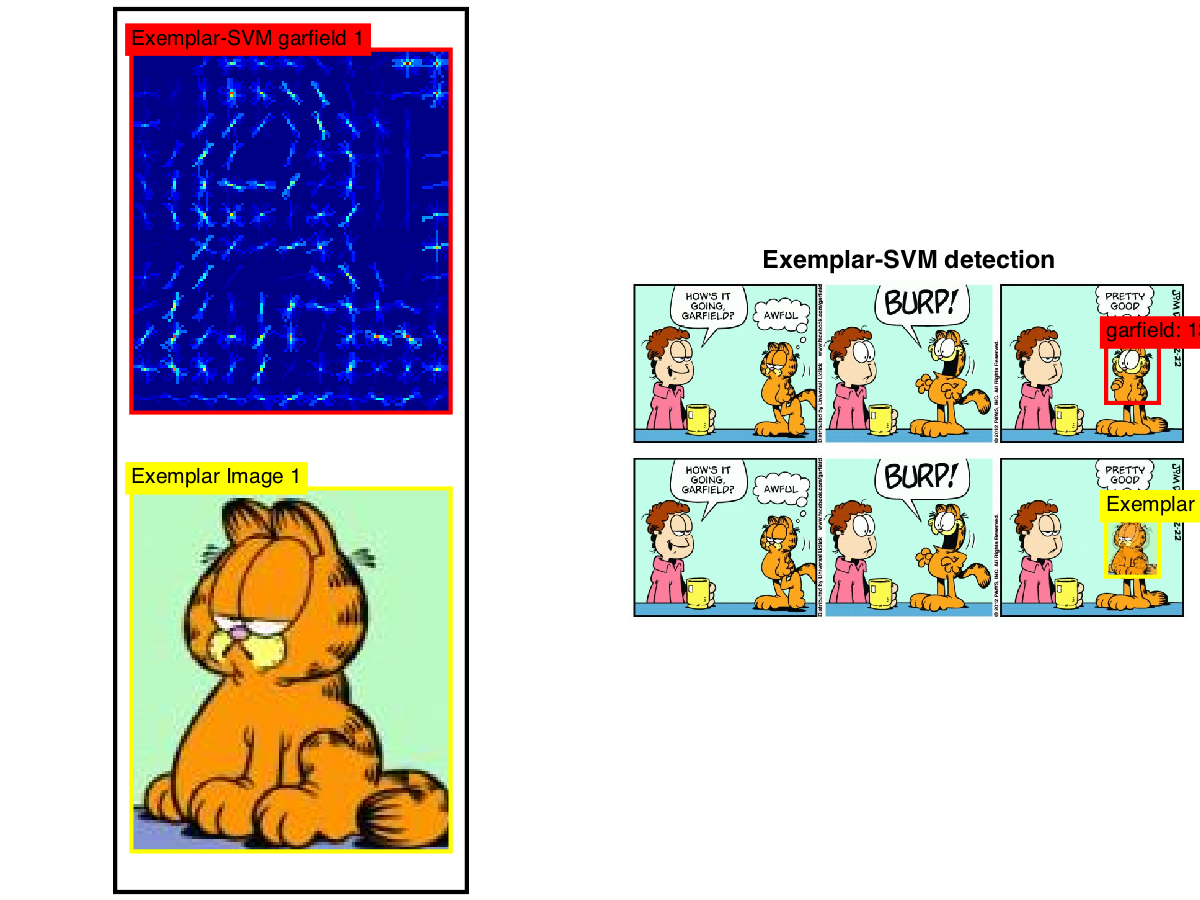 Exemplar-SVM garfield 1
Exemplar Image 1
Exemplar-SVM detection
HOW'S IT
GOING,
GARFIELD?
AWFUL
BURP!
PRETTY
GOOD
garfield: 1
HOW'S IT
GOING,
GARFIELD?
AWFUL
BURP!
PRETTY
GOOD
Exemplar